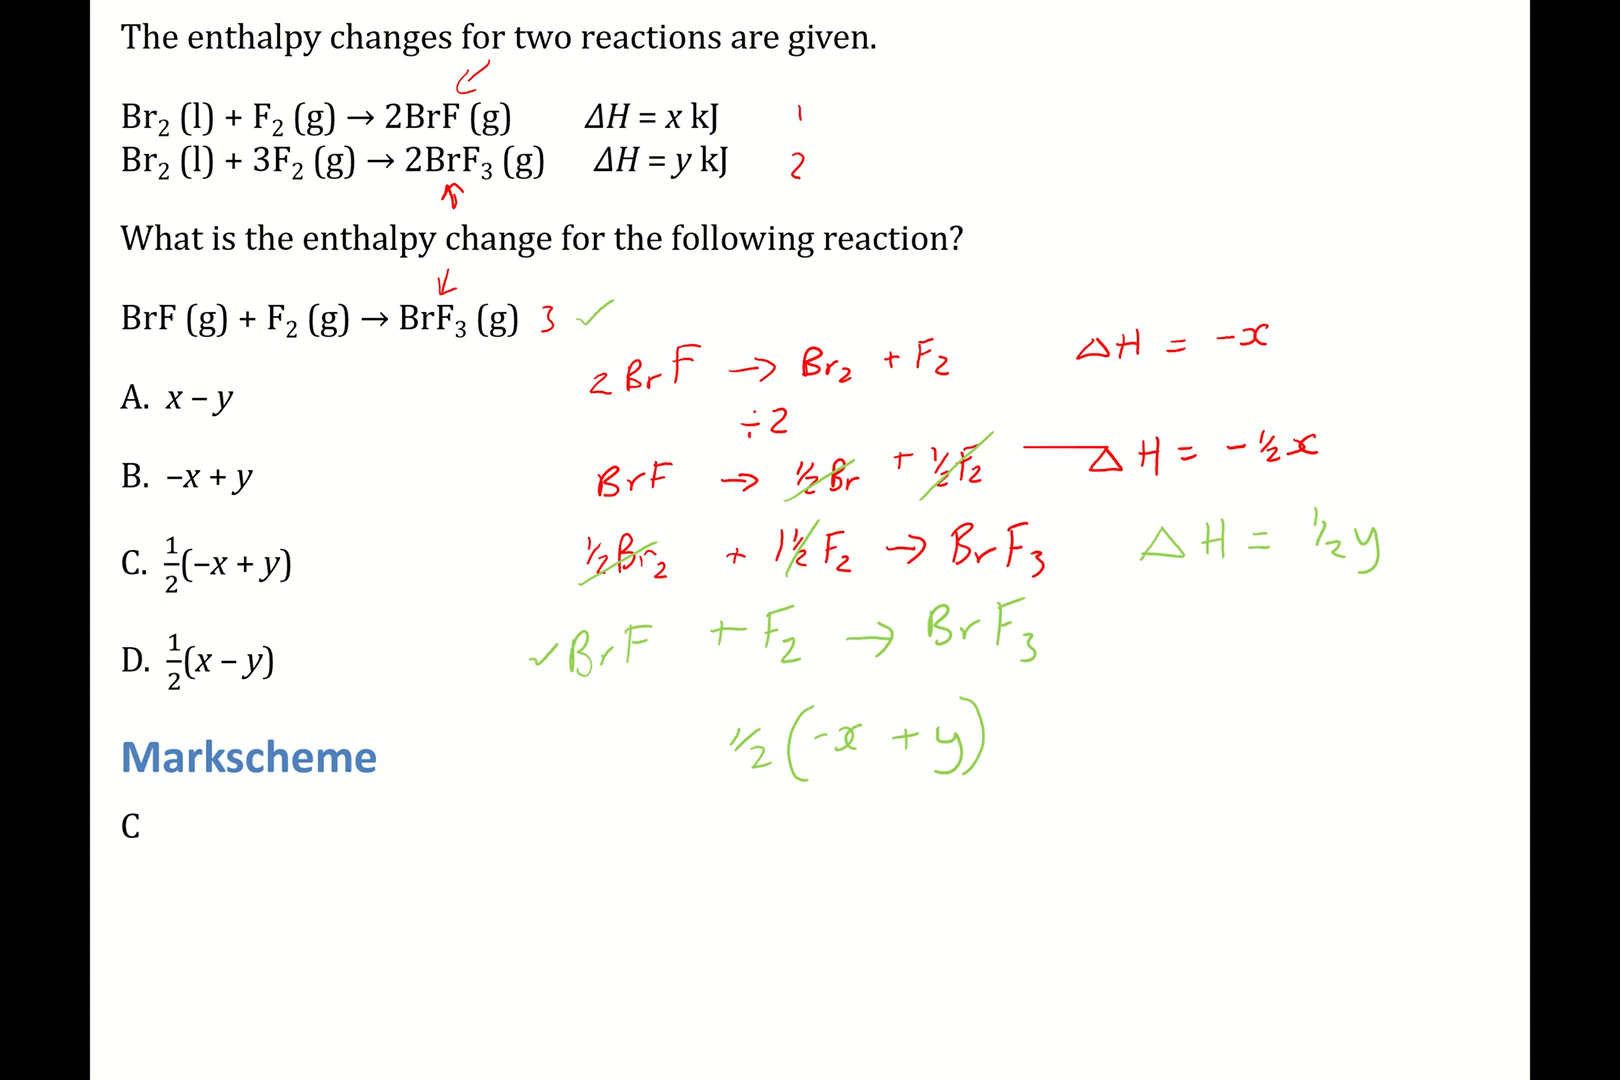 The enthalpy changes for two reactions are given.
Br₂ (l) + F₂ (g) → 2BrF (g) ΔH = x kJ 1
Br₂ (l) + 3F₂ (g) → 2BrF₃ (g) ΔH = y kJ 2
What is the enthalpy change for the following reaction?
BrF (g) + F₂ (g) → BrF₃ (g) 3 ✓
2BrF → Br₂ + F₂ ΔH = -x
A. x – y
÷2
B. –x + y
BrF → ½Br + ½F₂ ΔH = -½x
C. ½(–x + y)
½Br₂ + 1½F₂ → BrF₃ ΔH = ½y
✓BrF + F₂ → BrF₃
D. ½(x – y)
½(-x + y)
Markscheme
C